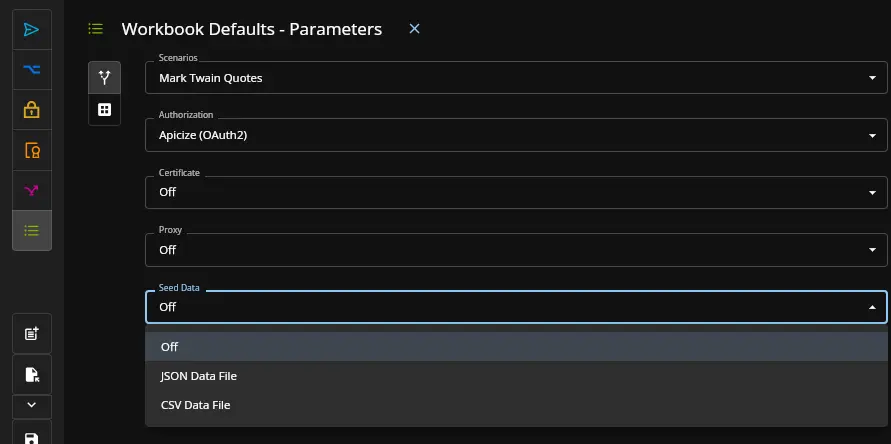 Workbook Defaults - Parameters
Scenarios
Mark Twain Quotes
Authorization
Apicize (OAuth2)
Certificate
Off
Proxy
Off
Seed Data
Off
Off
JSON Data File
CSV Data File